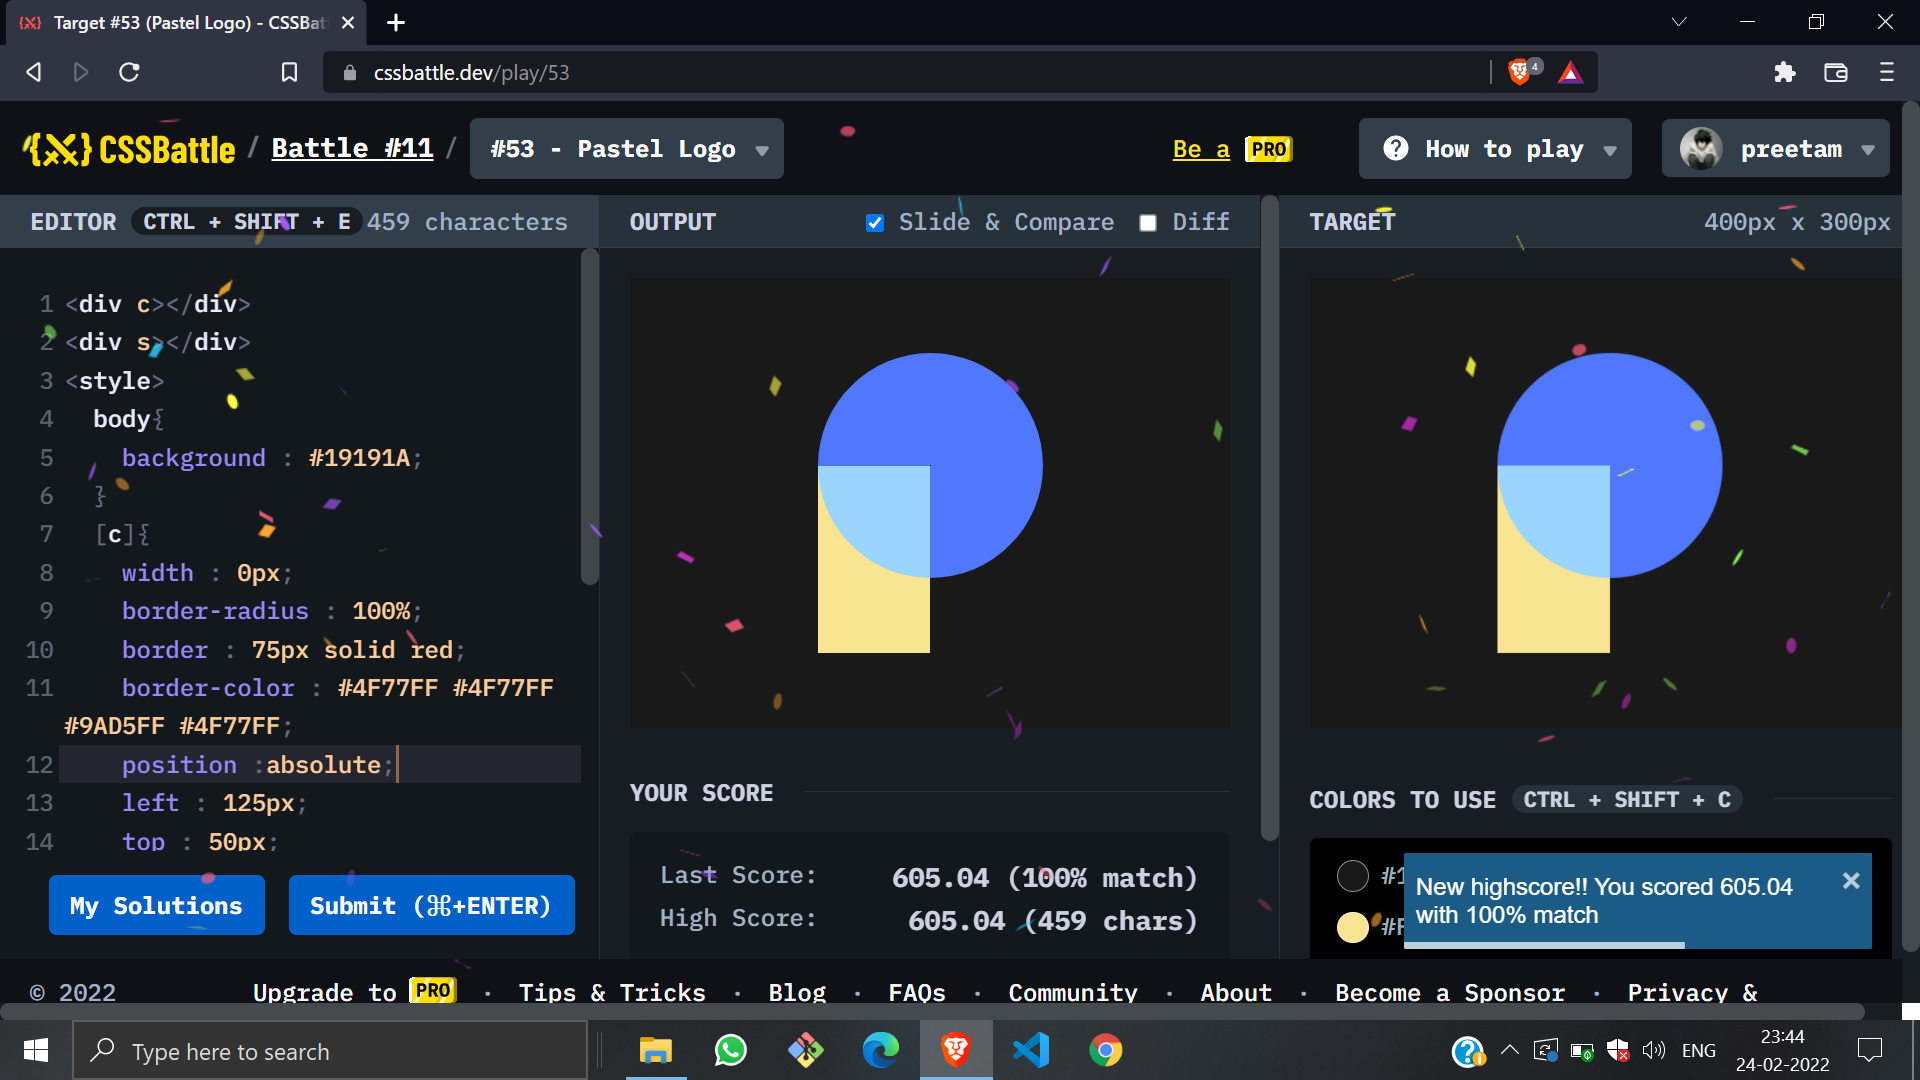 Target #53 (Pastel Logo) - CSSBat
cssbattle.dev/play/53
4
CSSBattle / Battle #11 / #53 - Pastel Logo
Be a PRO
How to play
preetam
EDITOR CTRL + SHIFT + E 459 characters
OUTPUT Slide & Compare Diff
TARGET 400px x 300px
1 <div c></div>
2 <div s></div>
3 <style>
4 body{
5 background : #19191A;
6 }
7 [c]{
8 width : 0px;
9 border-radius : 100%;
10 border : 75px solid red;
11 border-color : #4F77FF #4F77FF
#9AD5FF #4F77FF;
12 position :absolute;
13 left : 125px;
14 top : 50px;
My Solutions
Submit (⌘+ENTER)
YOUR SCORE
Last Score: 605.04 (100% match)
High Score: 605.04 (459 chars)
COLORS TO USE CTRL + SHIFT + C
#1
#F
New highscore!! You scored 605.04
with 100% match
© 2022
Upgrade to PRO · Tips & Tricks · Blog · FAQs · Community · About · Become a Sponsor · Privacy &
Type here to search
ENG
23:44
24-02-2022